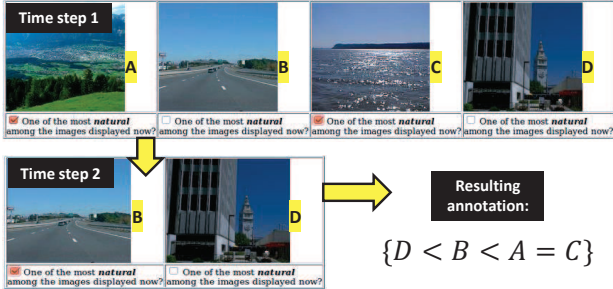 Time step 1
A
B
C
D
One of the most natural
among the images displayed now?
One of the most natural
among the images displayed now?
One of the most natural
among the images displayed now?
One of the most natural
among the images displayed now?
Time step 2
B
D
One of the most natural
among the images displayed now?
One of the most natural
among the images displayed now?
Resulting
annotation:
{D < B < A = C}